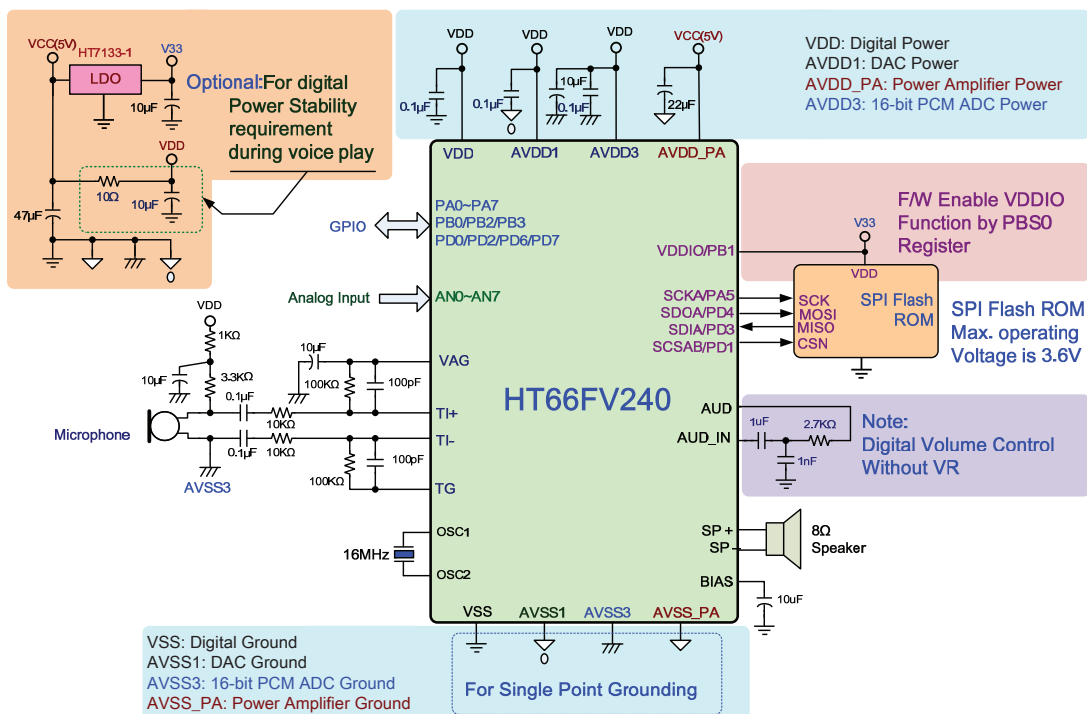 VCC(5V)
HT7133-1
V33
LDO
10µF
Optional:For digital
Power Stability
requirement
during voice play
VDD
10Ω
10µF
47µF
0
VDD
VDD
VDD
VCC(5V)
0.1µF
0.1µF
0
10µF
0.1µF
22µF
VDD: Digital Power
AVDD1: DAC Power
AVDD_PA: Power Amplifier Power
AVDD3: 16-bit PCM ADC Power
VDD
AVDD1
AVDD3
AVDD_PA
GPIO
PA0~PA7
PB0/PB2/PB3
PD0/PD2/PD6/PD7
Analog Input
AN0~AN7
VDDIO/PB1
F/W Enable VDDIO
Function by PBS0
Register
V33
VDD
SCKA/PA5
SDOA/PD4
SDIA/PD3
SCSAB/PD1
SCK
MOSI
MISO
CSN
SPI Flash
ROM
SPI Flash ROM
Max. operating
Voltage is 3.6V
VDD
1KΩ
10µF
3.3KΩ
0.1µF
10KΩ
10µF
100KΩ
100pF
VAG
TI+
TI-
TG
Microphone
0.1µF
10KΩ
100pF
100KΩ
AVSS3
HT66FV240
AUD
AUD_IN
1uF
2.7KΩ
1nF
Note:
Digital Volume Control
Without VR
OSC1
16MHz
OSC2
SP +
SP -
8Ω
Speaker
BIAS
10uF
VSS
AVSS1
AVSS3
AVSS_PA
0
VSS: Digital Ground
AVSS1: DAC Ground
AVSS3: 16-bit PCM ADC Ground
AVSS_PA: Power Amplifier Ground
For Single Point Grounding